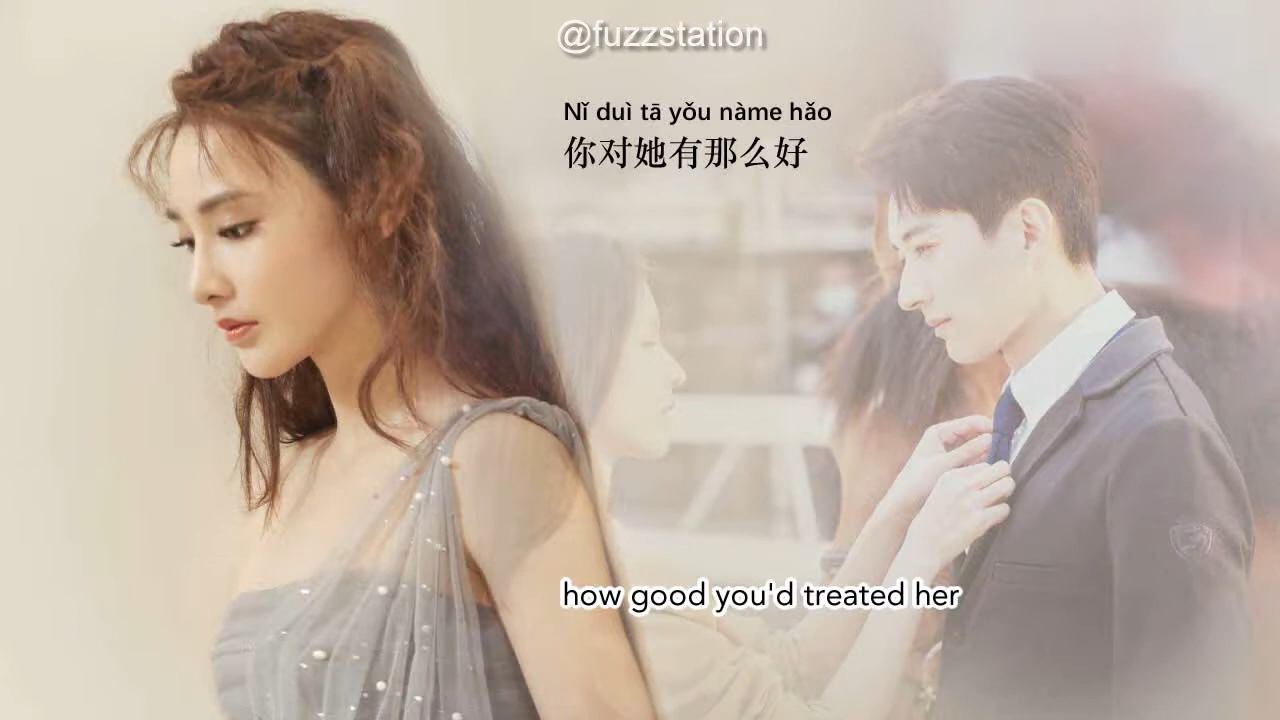 @fuzzstation
Nǐ duì tā yǒu nàme hǎo
你对她有那么好
how good you'd treated her